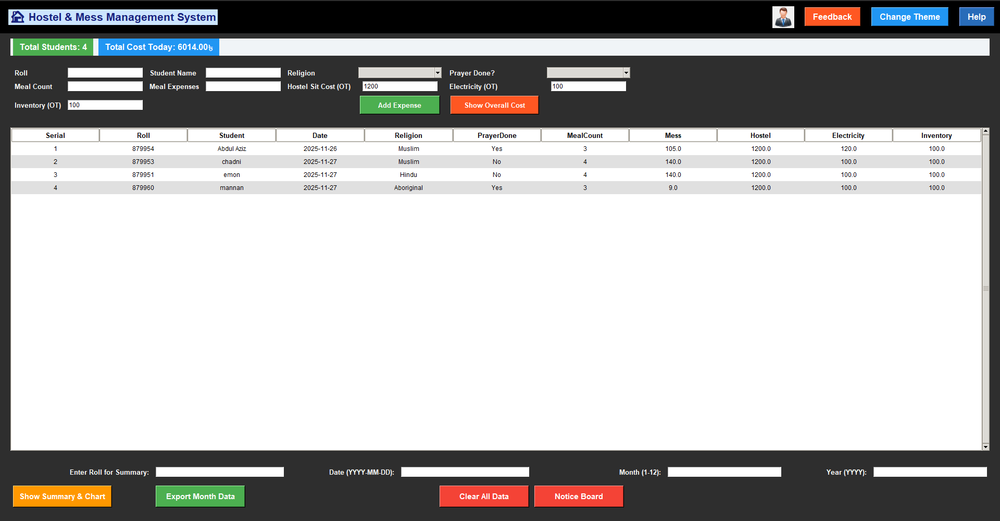 Hostel & Mess Management System
Feedback
Change Theme
Help
Total Students: 4
Total Cost Today: 6014.00৳
Roll
Student Name
Religion
Prayer Done?
Meal Count
Meal Expenses
Hostel Sit Cost (OT) 1200
Electricity (OT) 100
Inventory (OT) 100
Add Expense
Show Overall Cost
Serial Roll Student Date Religion PrayerDone MealCount Mess Hostel Electricity Inventory
1 879954 Abdul Aziz 2025-11-26 Muslim Yes 3 105.0 1200.0 120.0 100.0
2 879953 chadni 2025-11-27 Muslim No 4 140.0 1200.0 100.0 100.0
3 879951 emon 2025-11-27 Hindu No 4 140.0 1200.0 100.0 100.0
4 879960 mannan 2025-11-27 Aboriginal Yes 3 9.0 1200.0 100.0 100.0
Enter Roll for Summary:
Date (YYYY-MM-DD):
Month (1-12):
Year (YYYY):
Show Summary & Chart
Export Month Data
Clear All Data
Notice Board